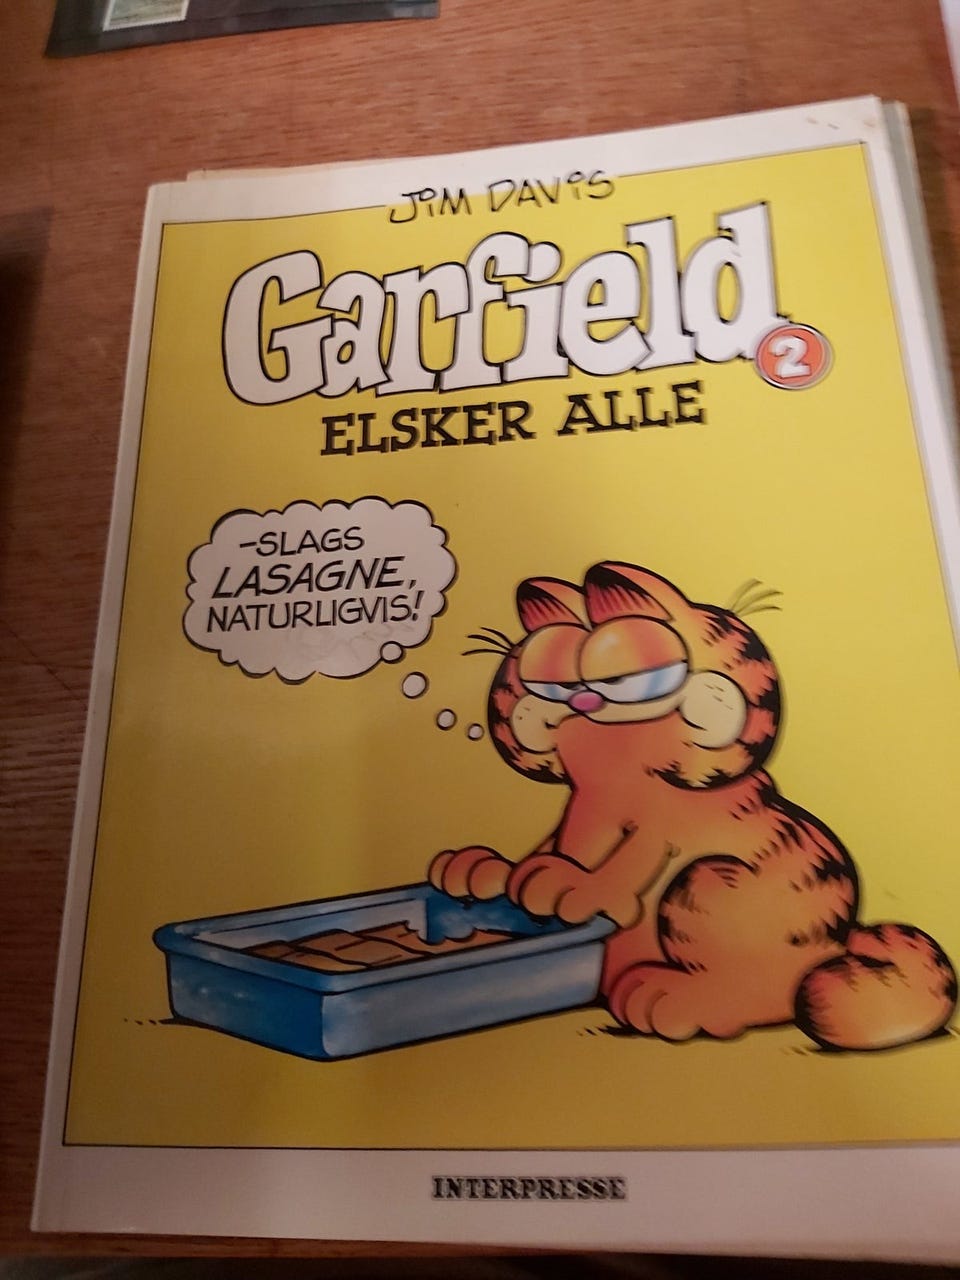 JiM DAViS
Garfield
2
ELSKER ALLE
-SLAGS
LASAGNE,
NATURLIGVIS!
INTERPRESSE